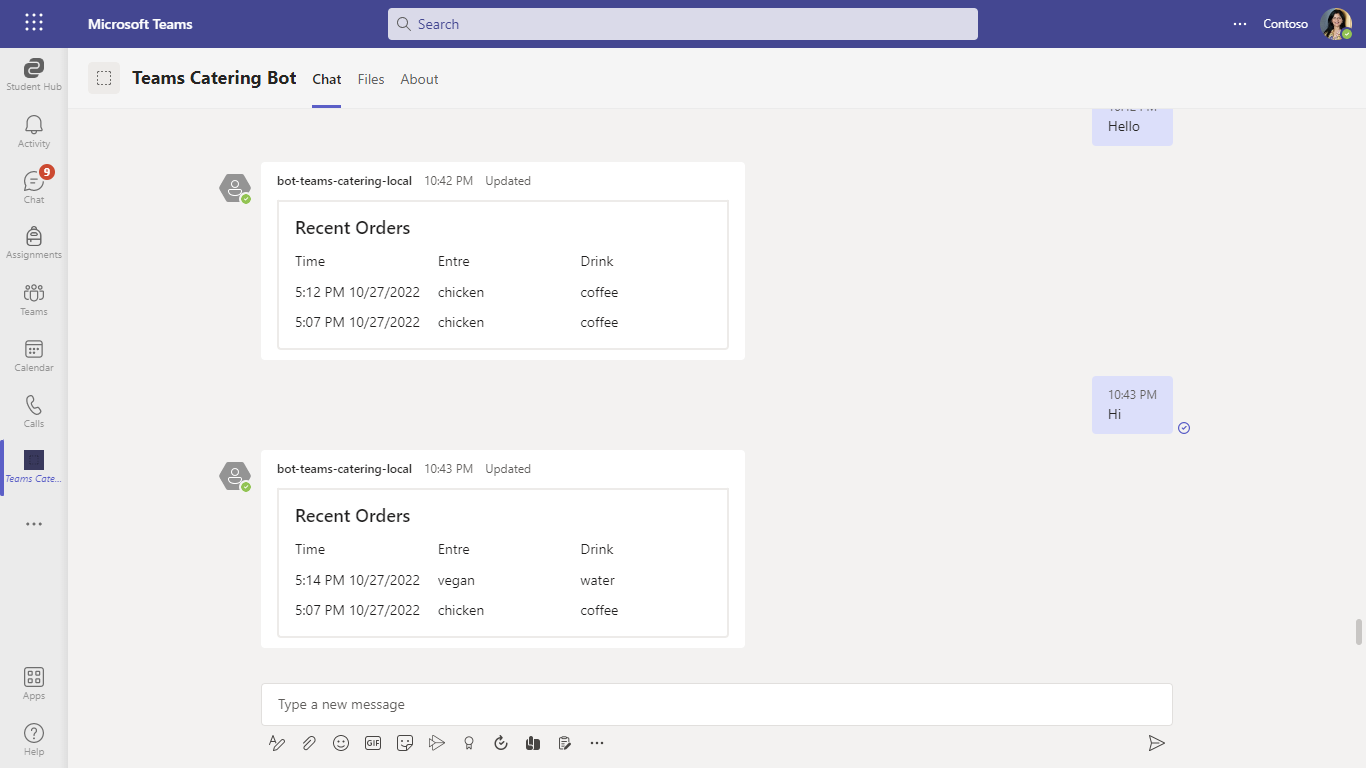 Microsoft Teams
Search
Contoso
Student Hub
Activity
9
Chat
Assignments
Teams
Calendar
Calls
Teams Cate...
Apps
Help
Teams Catering Bot Chat Files About
10:42 PM
Hello
bot-teams-catering-local 10:42 PM Updated
Recent Orders
Time Entre Drink
5:12 PM 10/27/2022 chicken coffee
5:07 PM 10/27/2022 chicken coffee
10:43 PM
Hi
bot-teams-catering-local 10:43 PM Updated
Recent Orders
Time Entre Drink
5:14 PM 10/27/2022 vegan water
5:07 PM 10/27/2022 chicken coffee
Type a new message
GIF